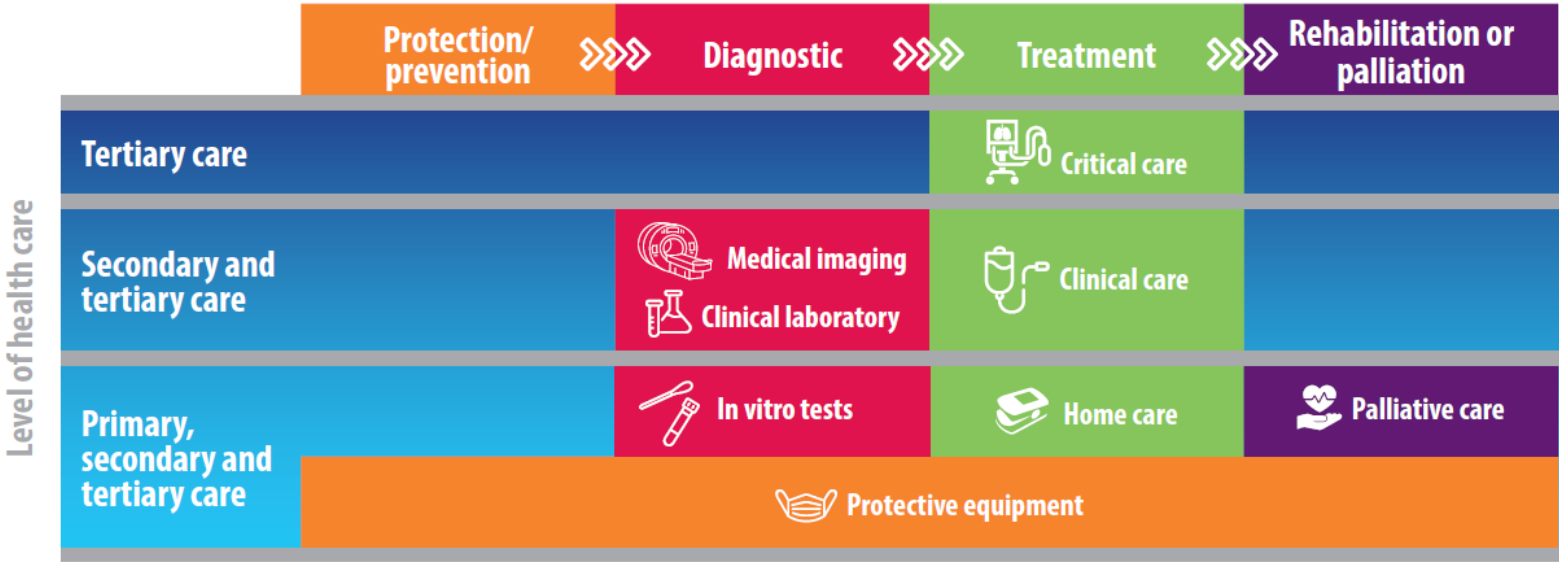 Protection/
prevention
Diagnostic
Treatment
Rehabilitation or
palliation
Level of health care
Tertiary care
Critical care
Secondary and
tertiary care
Medical imaging
Clinical laboratory
Clinical care
Primary,
secondary and
tertiary care
In vitro tests
Home care
Palliative care
Protective equipment